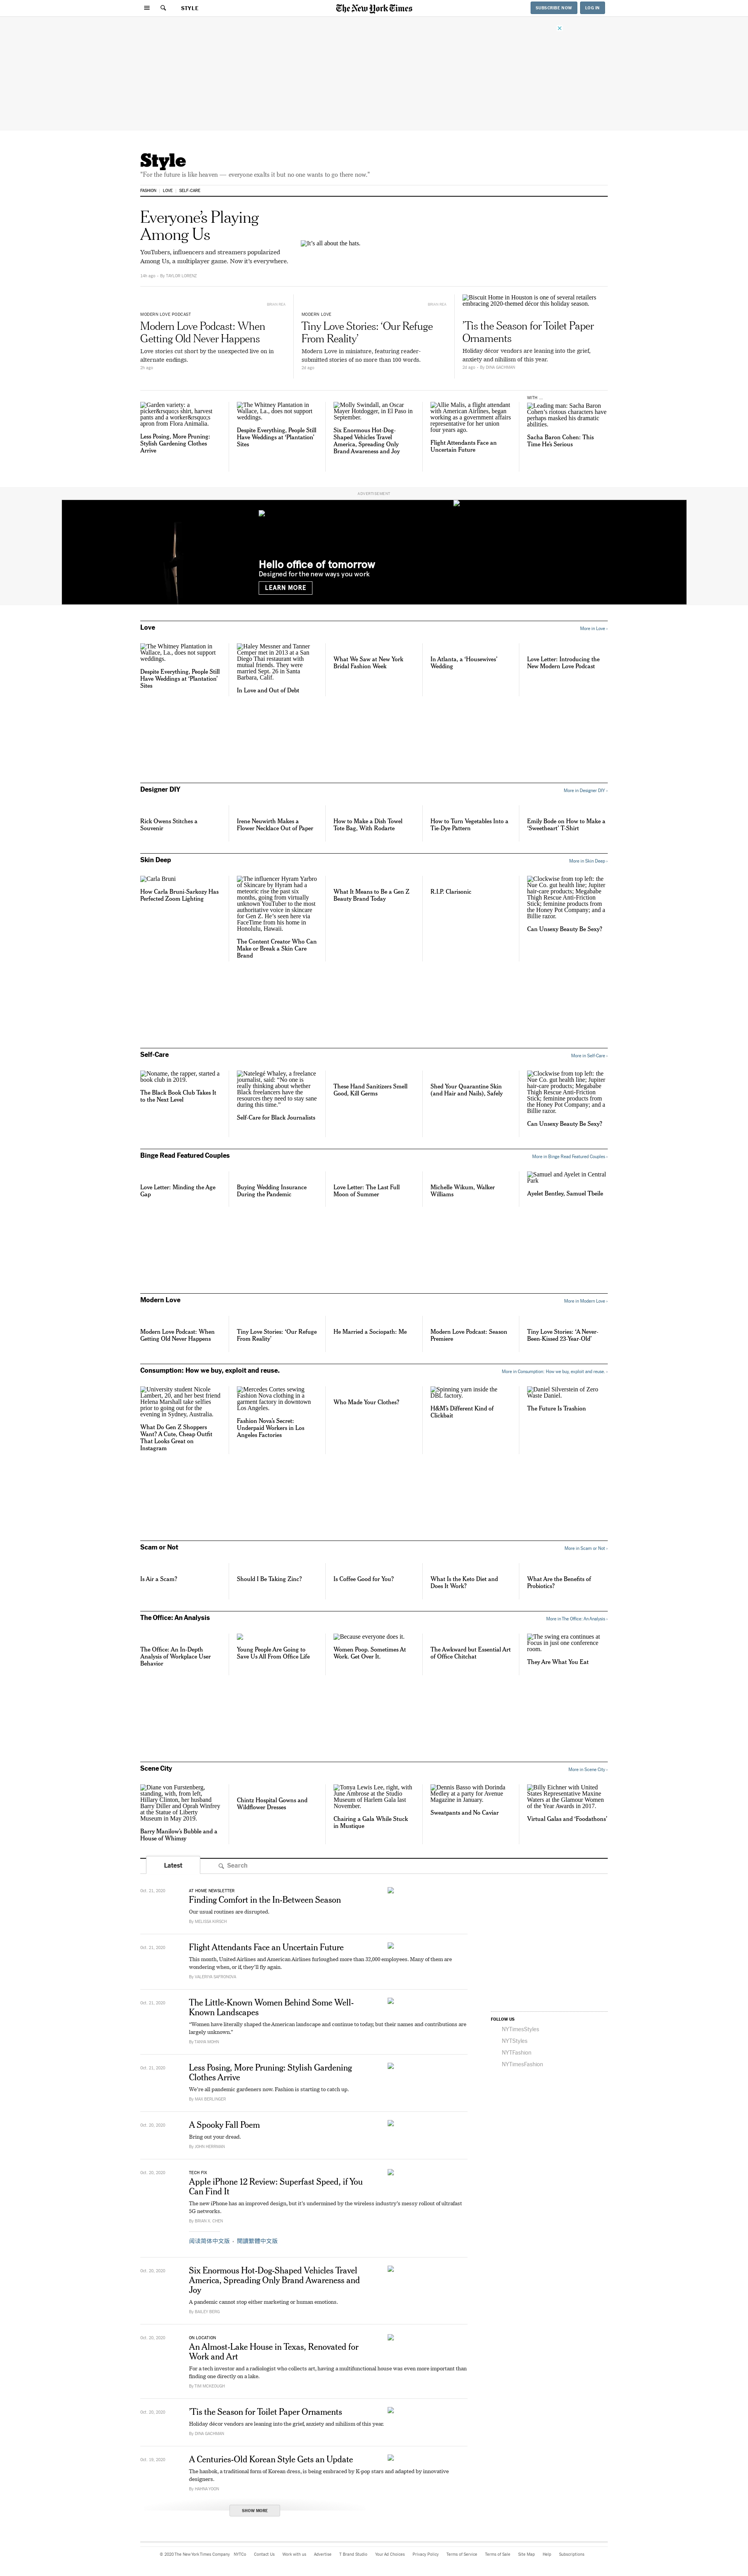 STYLE
The New York Times
SUBSCRIBE NOW
LOG IN
Style
“For the future is like heaven — everyone exalts it but no one wants to go there now.”
FASHION
LOVE
SELF-CARE
Everyone’s Playing
Among Us
YouTubers, influencers and streamers popularized
Among Us, a multiplayer game. Now it’s everywhere.
By TAYLOR LORENZ
It’s all about the hats.
MODERN LOVE PODCAST
Modern Love Podcast: When
Getting Old Never Happens
Love stories cut short by the unexpected live on in
alternate endings.
2h ago
MODERN LOVE
Tiny Love Stories: ‘Our Refuge
From Reality’
Modern Love in miniature, featuring reader-
submitted stories of no more than 100 words.
2d ago
Biscuit Home in Houston is one of several retailers
embracing 2020-themed décor this holiday season.
’Tis the Season for Toilet Paper
Ornaments
Holiday décor vendors are leaning into the grief,
anxiety and nihilism of this year.
2d ago · By GINA GACHMAN
Garden variety: a
picker&rsquo;s shirt, harvest
pants and a worker&rsquo;s
apron from Flora Animalia.
Less Posing, More Pruning:
Stylish Gardening Clothes
Arrive
The Whitney Plantation in
Wallace, La., does not support
weddings.
Despite Everything, People Still
Have Weddings at ‘Plantation’
Sites
Molly Swindall, an Oscar
Mayer Hotdogger, in El Paso in
September.
Six Enormous Hot-Dog-
Shaped Vehicles Travel
America, Spreading Only
Brand Awareness and Joy
Allie Malis, a flight attendant
with American Airlines, began
working as a government affairs
representative for her union
four years ago.
Flight Attendants Face an
Uncertain Future
WITH ...
Leading man: Sacha Baron
Cohen’s riotous characters have
perhaps masked his dramatic
abilities.
Sacha Baron Cohen: This
Time He’s Serious
ADVERTISEMENT
Hello office of tomorrow
Designed for the new ways you work
LEARN MORE
Love
More in Love ›
The Whitney Plantation in
Wallace, La., does not support
weddings.
Despite Everything, People Still
Have Weddings at ‘Plantation’
Sites
Haley Messner and Tanner
Cemper met in 2013 at a San
Diego Thai restaurant with
mutual friends. They were
married Sept. 26 in Santa
Barbara, Calif.
In Love and Out of Debt
What We Saw at New York
Bridal Fashion Week
In Atlanta, a ‘Housewives’
Wedding
Love Letter: Introducing the
New Modern Love Podcast
Designer DIY
More in Designer DIY ›
Rick Owens Stitches a
Souvenir
Irene Neuwirth Makes a
Flower Necklace Out of Paper
How to Make a Dish Towel
Tote Bag, With Rodarte
How to Turn Vegetables Into a
Tie-Dye Pattern
Emily Bode on How to Make a
‘Sweetheart’ T-Shirt
Skin Deep
More in Skin Deep ›
Carla Bruni
How Carla Bruni-Sarkozy Has
Perfected Zoom Lighting
The influencer Hyram Yarbro
of Skincare by Hyram had a
meteoric rise the past six
months, going from virtually
unknown YouTuber to the most
authoritative voice in skincare
for Gen Z. He’s seen here via
FaceTime from his home in
Honolulu, Hawaii.
The Content Creator Who Can
Make or Break a Skin Care
Brand
What It Means to Be a Gen Z
Beauty Brand Today
R.I.P. Clarisonic
Clockwise from top left: the
Nue Co. gut health line; Jupiter
hair-care products; Megababe
Thigh Rescue Anti-Friction
Stick; feminine products from
the Honey Pot Company; and a
Billie razor.
Can Unsexy Beauty Be Sexy?
Self-Care
More in Self-Care ›
Noname, the rapper, started a
book club in 2019.
The Black Book Club Takes It
to the Next Level
Natelegé Whaley, a freelance
journalist, said: “No one is
really thinking about whether
Black freelancers have the
resources they need to stay sane
during this time.”
Self-Care for Black Journalists
These Hand Sanitizers Smell
Good, Kill Germs
Shed Your Quarantine Skin
(and Hair and Nails), Safely
Clockwise from top left: the
Nue Co. gut health line; Jupiter
hair-care products; Megababe
Thigh Rescue Anti-Friction
Stick; feminine products from
the Honey Pot Company; and a
Billie razor.
Can Unsexy Beauty Be Sexy?
Binge Read Featured Couples
More in Binge Read Featured Couples ›
Love Letter: Minding the Age
Gap
Buying Wedding Insurance
During the Pandemic
Love Letter: The Last Full
Moon of Summer
Michelle Wikum, Walker
Williams
Samuel and Ayelet in Central
Park
Ayelet Bentley, Samuel Tbeile
Modern Love
More in Modern Love ›
Modern Love Podcast: When
Getting Old Never Happens
Tiny Love Stories: ‘Our Refuge
From Reality’
He Married a Sociopath: Me
Modern Love Podcast: Season
Premiere
Tiny Love Stories: ‘A Never-
Been-Kissed 23-Year-Old’
Consumption: How we buy, exploit and reuse.
More in Consumption: How we buy, exploit and reuse. ›
University student Nicole
Lambert, 20, and her best friend
Helena Marshall take selfies
prior to going out for the
evening in Sydney, Australia.
What Do Gen Z Shoppers
Want? A Cute, Cheap Outfit
That Looks Great on
Instagram
Mercedes Cortes sewing
Fashion Nova clothing in a
garment factory in downtown
Los Angeles.
Fashion Nova’s Secret:
Underpaid Workers in Los
Angeles Factories
Who Made Your Clothes?
Spinning yarn inside the
DBL factory.
H&M’s Different Kind of
Clickbait
Daniel Silverstein of Zero
Waste Daniel.
The Future Is Trashion
Scam or Not
More in Scam or Not ›
Is Air a Scam?
Should I Be Taking Zinc?
Is Coffee Good for You?
What Is the Keto Diet and
Does It Work?
What Are the Benefits of
Probiotics?
The Office: An Analysis
More in The Office: An Analysis ›
The Office: An In-Depth
Analysis of Workplace User
Behavior
Young People Are Going to
Save Us All From Office Life
Because everyone does it.
Women Poop. Sometimes At
Work. Get Over It.
The Awkward but Essential Art
of Office Chitchat
The swing era continues at
Focus in just one conference
room.
They Are What You Eat
Scene City
More in Scene City ›
Diane von Furstenberg,
standing, with, from left,
Hillary Clinton, her husband
Barry Diller and Oprah Winfrey
at the Statue of Liberty
Museum in May 2019.
Barry Manilow’s Bubble and a
House of Whimsy
Chintz Hospital Gowns and
Wildflower Dresses
Tonya Lewis Lee, right, with
June Ambrose at the Studio
Museum of Harlem Gala last
November.
Chairing a Gala While Stuck
in Mustique
Dennis Basso with Dorinda
Medley at a party for Avenue
Magazine in January.
Sweatpants and No Caviar
Billy Eichner with United
States Representative Maxine
Waters at the Glamour Women
of the Year Awards in 2017.
Virtual Galas and ‘Foodathons’
Latest
Search
Oct. 21, 2020
AT HOME NEWSLETTER
Finding Comfort in the In-Between Season
Our usual routines are disrupted.
By MELISSA KIRSCH
Oct. 21, 2020
Flight Attendants Face an Uncertain Future
This month, United Airlines and American Airlines furloughed more than 32,000 employees. Many of them are
wondering when, or if, they’ll fly again.
By VALERIYA SAFRONOVA
Oct. 21, 2020
The Little-Known Women Behind Some Well-
Known Landscapes
“Women have literally shaped the American landscape and continue to today, but their names and contributions are
largely unknown.”
By TANYA MOHN
Oct. 21, 2020
Less Posing, More Pruning: Stylish Gardening
Clothes Arrive
We’re all pandemic gardeners now. Fashion is starting to catch up.
By MAX BERLINGER
Oct. 20, 2020
A Spooky Fall Poem
Bring out your dread.
By JOHN HERRMAN
Oct. 20, 2020
TECH FIX
Apple iPhone 12 Review: Superfast Speed, if You
Can Find It
The new iPhone has an improved design, but it’s undermined by the wireless industry’s messy rollout of ultrafast
5G networks.
By BRIAN X. CHEN
阅读简体中文版 · 閱讀繁體中文版
Oct. 20, 2020
Six Enormous Hot-Dog-Shaped Vehicles Travel
America, Spreading Only Brand Awareness and
Joy
A pandemic cannot stop either marketing or human emotions.
By BAILEY BERG
Oct. 20, 2020
ON LOCATION
An Almost-Lake House in Texas, Renovated for
Work and Art
For a tech investor and a radiologist who collects art, having a multifunctional house was even more important than
finding one directly on a lake.
By TIM MCKEOUGH
Oct. 20, 2020
’Tis the Season for Toilet Paper Ornaments
Holiday décor vendors are leaning into the grief, anxiety and nihilism of this year.
By GINA GACHMAN
Oct. 19, 2020
A Centuries-Old Korean Style Gets an Update
The hanbok, a traditional form of Korean dress, is being embraced by K-pop stars and adapted by innovative
designers.
By HAHNA YOON
SHOW MORE
FOLLOW US
NYTimesStyles
NYTStyles
NYTFashion
NYTimesFashion
© 2020 The New York Times Company
NYTCo
Contact Us
Work with us
Advertise
T Brand Studio
Your Ad Choices
Privacy Policy
Terms of Service
Terms of Sale
Site Map
Help
Subscriptions